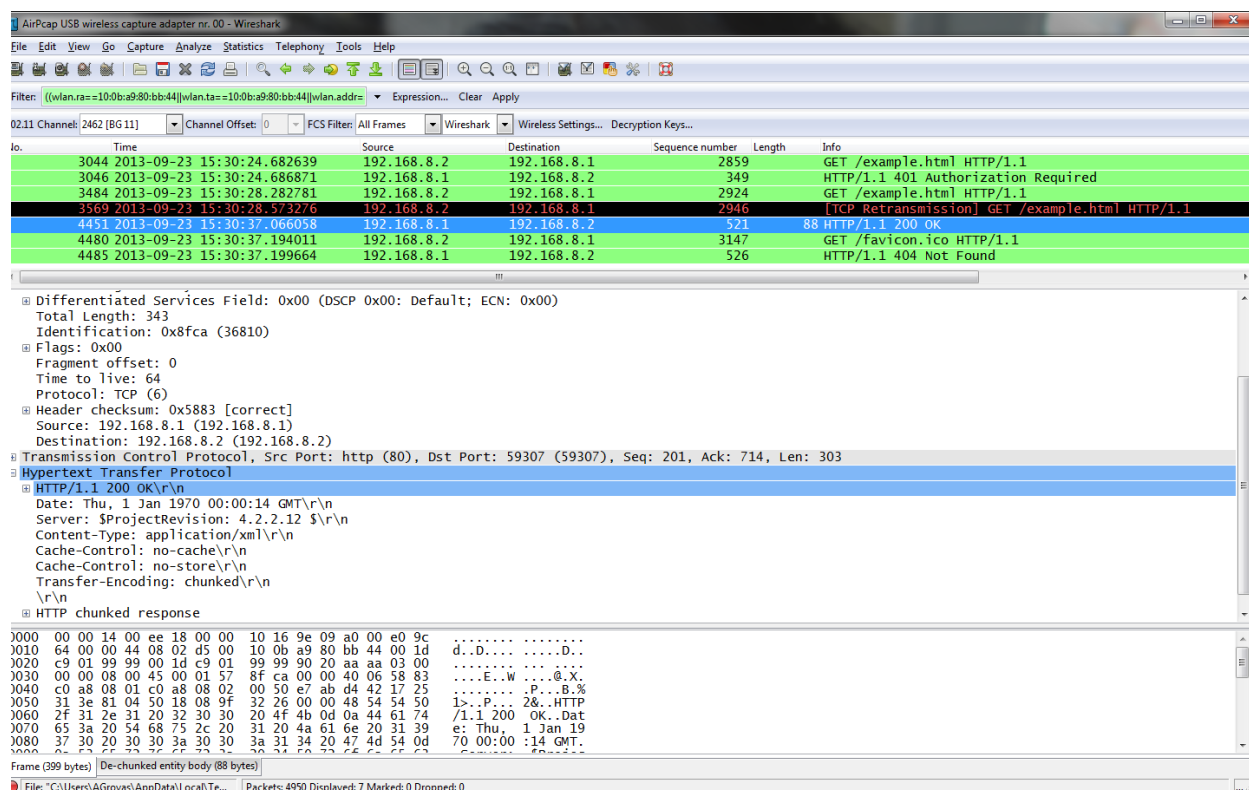 AirPcap USB wireless capture adapter nr. 00 - Wireshark
File Edit View Go Capture Analyze Statistics Telephony Tools Help
Filter: ((wlan.ra==10:0b:a9:80:bb:44||wlan.ta==10:0b:a9:80:bb:44||wlan.addr= Expression... Clear Apply
02.11 Channel: 2462 [BG 11] Channel Offset: 0 FCS Filter: All Frames Wireshark Wireless Settings... Decryption Keys...
No. Time Source Destination Sequence number Length Info
3044 2013-09-23 15:30:24.682639 192.168.8.2 192.168.8.1 2859 GET /example.html HTTP/1.1
3046 2013-09-23 15:30:24.686871 192.168.8.1 192.168.8.2 349 HTTP/1.1 401 Authorization Required
3484 2013-09-23 15:30:28.282781 192.168.8.2 192.168.8.1 2924 GET /example.html HTTP/1.1
3569 2013-09-23 15:30:28.573276 192.168.8.2 192.168.8.1 2946 [TCP Retransmission] GET /example.html HTTP/1.1
4451 2013-09-23 15:30:37.066058 192.168.8.1 192.168.8.2 521 88 HTTP/1.1 200 OK
4480 2013-09-23 15:30:37.194011 192.168.8.2 192.168.8.1 3147 GET /favicon.ico HTTP/1.1
4485 2013-09-23 15:30:37.199664 192.168.8.1 192.168.8.2 526 HTTP/1.1 404 Not Found
Differentiated Services Field: 0x00 (DSCP 0x00: Default; ECN: 0x00)
Total Length: 343
Identification: 0x8fca (36810)
Flags: 0x00
Fragment offset: 0
Time to live: 64
Protocol: TCP (6)
Header checksum: 0x5883 [correct]
Source: 192.168.8.1 (192.168.8.1)
Destination: 192.168.8.2 (192.168.8.2)
Transmission Control Protocol, Src Port: http (80), Dst Port: 59307 (59307), Seq: 201, Ack: 714, Len: 303
Hypertext Transfer Protocol
HTTP/1.1 200 OK\r\n
Date: Thu, 1 Jan 1970 00:00:14 GMT\r\n
Server: $ProjectRevision: 4.2.2.12 $\r\n
Content-Type: application/xml\r\n
Cache-Control: no-cache\r\n
Cache-Control: no-store\r\n
Transfer-Encoding: chunked\r\n
\r\n
HTTP chunked response
0000 00 00 14 00 ee 18 00 00 10 16 9e 09 a0 00 e0 9c ........ ........
0010 64 00 00 44 08 02 d5 00 10 0b a9 80 bb 44 00 1d d..D.... .....D..
0020 c9 01 99 99 00 1d c9 01 99 99 90 20 aa aa 03 00 ........ ... ....
0030 00 00 08 00 45 00 01 57 8f ca 00 00 40 06 58 83 ....E..W ....@.X.
0040 c0 a8 08 01 c0 a8 08 02 00 50 e7 ab d4 42 17 25 ........ .P...B.%
0050 31 3e 81 04 50 18 08 9f 32 26 00 00 48 54 54 50 1>..P... 2&..HTTP
0060 2f 31 2e 31 20 32 30 30 20 4f 4b 0d 0a 44 61 74 /1.1 200 OK..Dat
0070 65 3a 20 54 68 75 2c 20 31 20 4a 61 6e 20 31 39 e: Thu, 1 Jan 19
0080 37 30 20 30 30 3a 30 30 3a 31 34 20 47 4d 54 0d 70 00:00 :14 GMT.
Frame (399 bytes) De-chunked entity body (88 bytes)
File: "C:\Users\AGrovas\AppData\Local\Te... Packets: 4950 Displayed: 7 Marked: 0 Dropped: 0